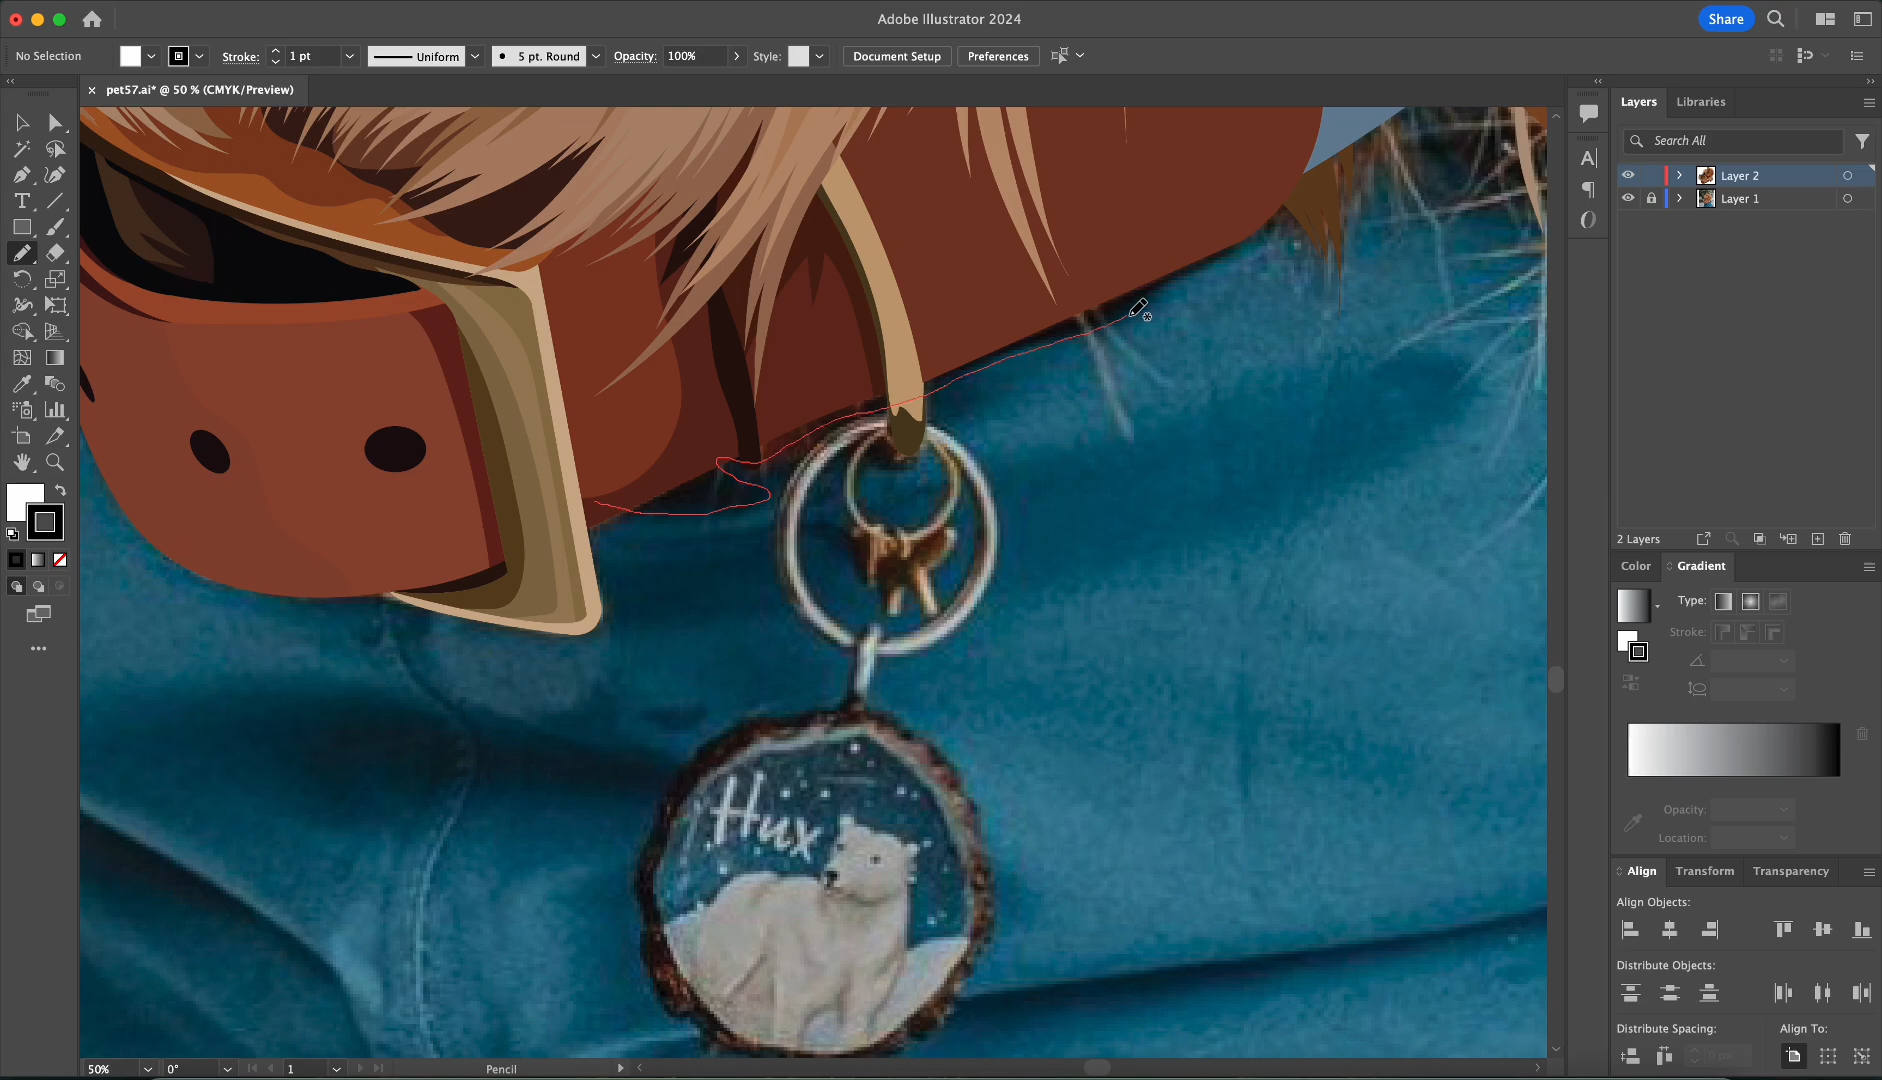 Adobe Illustrator 2024
Share
No Selection
Stroke:
1 pt
Uniform
5 pt. Round
Opacity:
100%
Style:
Document Setup
Preferences
pet57.ai* @ 50 % (CMYK/Preview)
Layers
Libraries
Search All
Layer 2
Layer 1
2 Layers
Color
Gradient
Type:
Stroke:
Opacity:
Location:
Align
Transform
Transparency
Align Objects:
Distribute Objects:
Distribute Spacing:
Align To:
0 px
Hux
50%
0°
1
Pencil